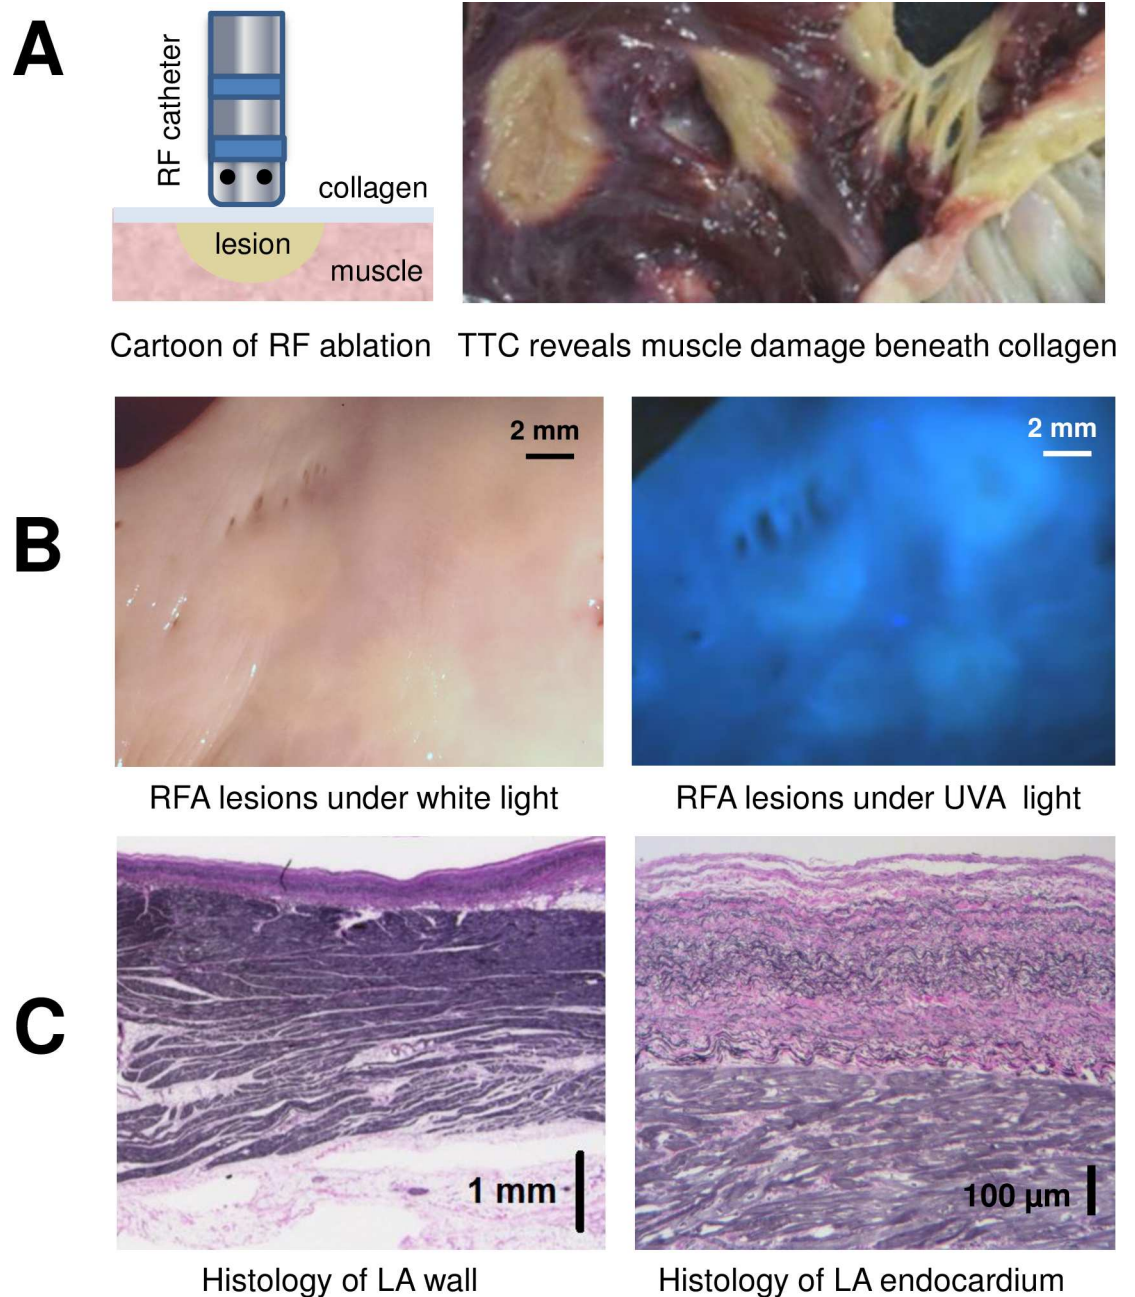 A
RF catheter
collagen
lesion
muscle
Cartoon of RF ablation
TTC reveals muscle damage beneath collagen
B
2 mm
2 mm
RFA lesions under white light
RFA lesions under UVA light
C
1 mm
100 µm
Histology of LA wall
Histology of LA endocardium